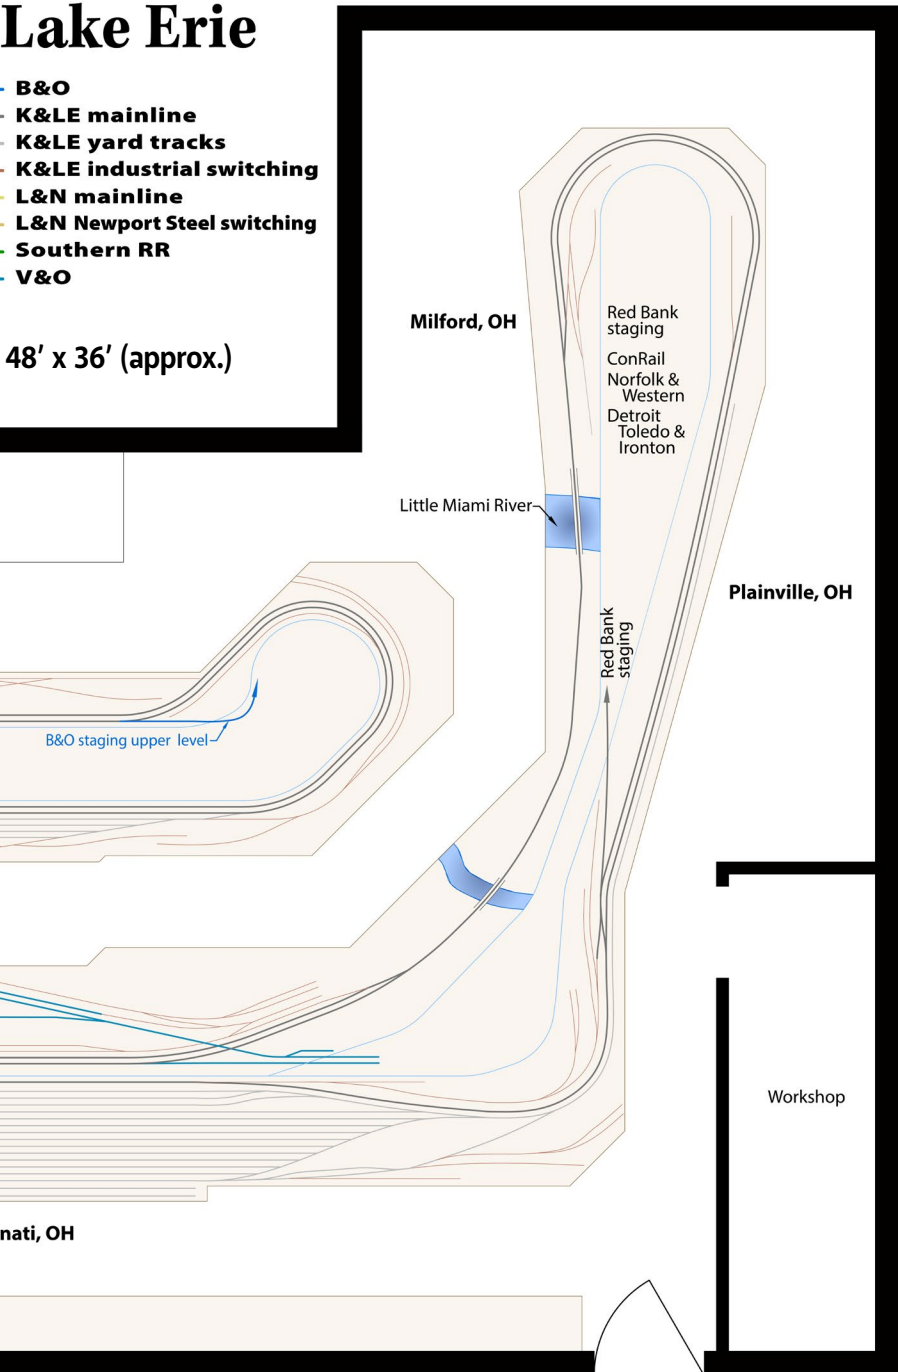 Lake Erie
B&O
K&LE mainline
K&LE yard tracks
K&LE industrial switching
L&N mainline
L&N Newport Steel switching
Southern RR
V&O
48′ x 36′ (approx.)
Milford, OH
Red Bank
staging
ConRail
Norfolk &
Western
Detroit
Toledo &
Ironton
Little Miami River
Plainville, OH
Red Bank
staging
B&O staging upper level
Workshop
nati, OH